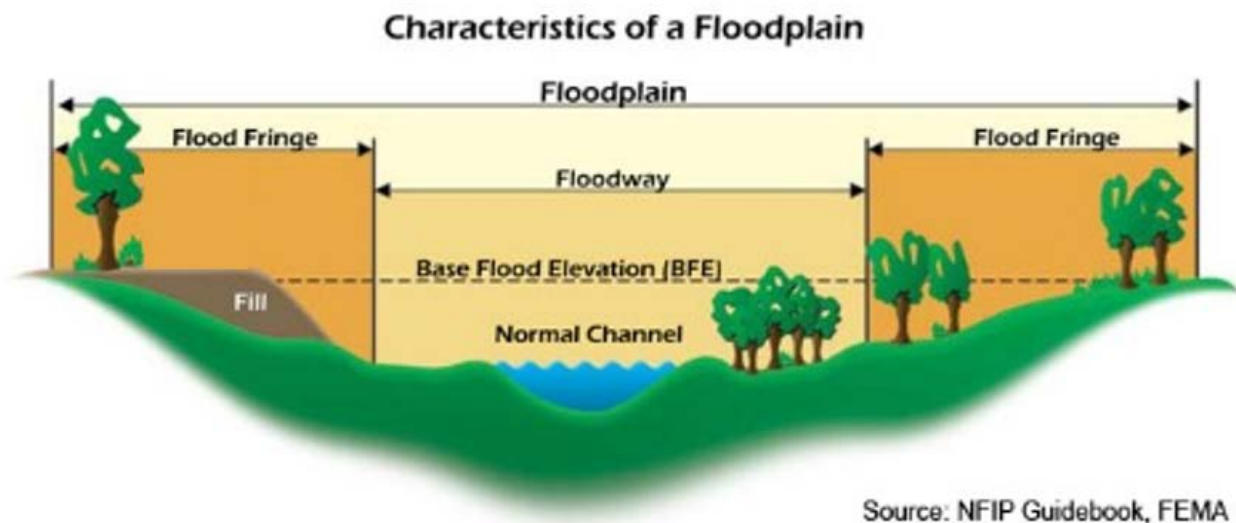 Characteristics of a Floodplain
Floodplain
Flood Fringe
Flood Fringe
Floodway
Base Flood Elevation (BFE)
Fill
Normal Channel
Source: NFIP Guidebook, FEMA